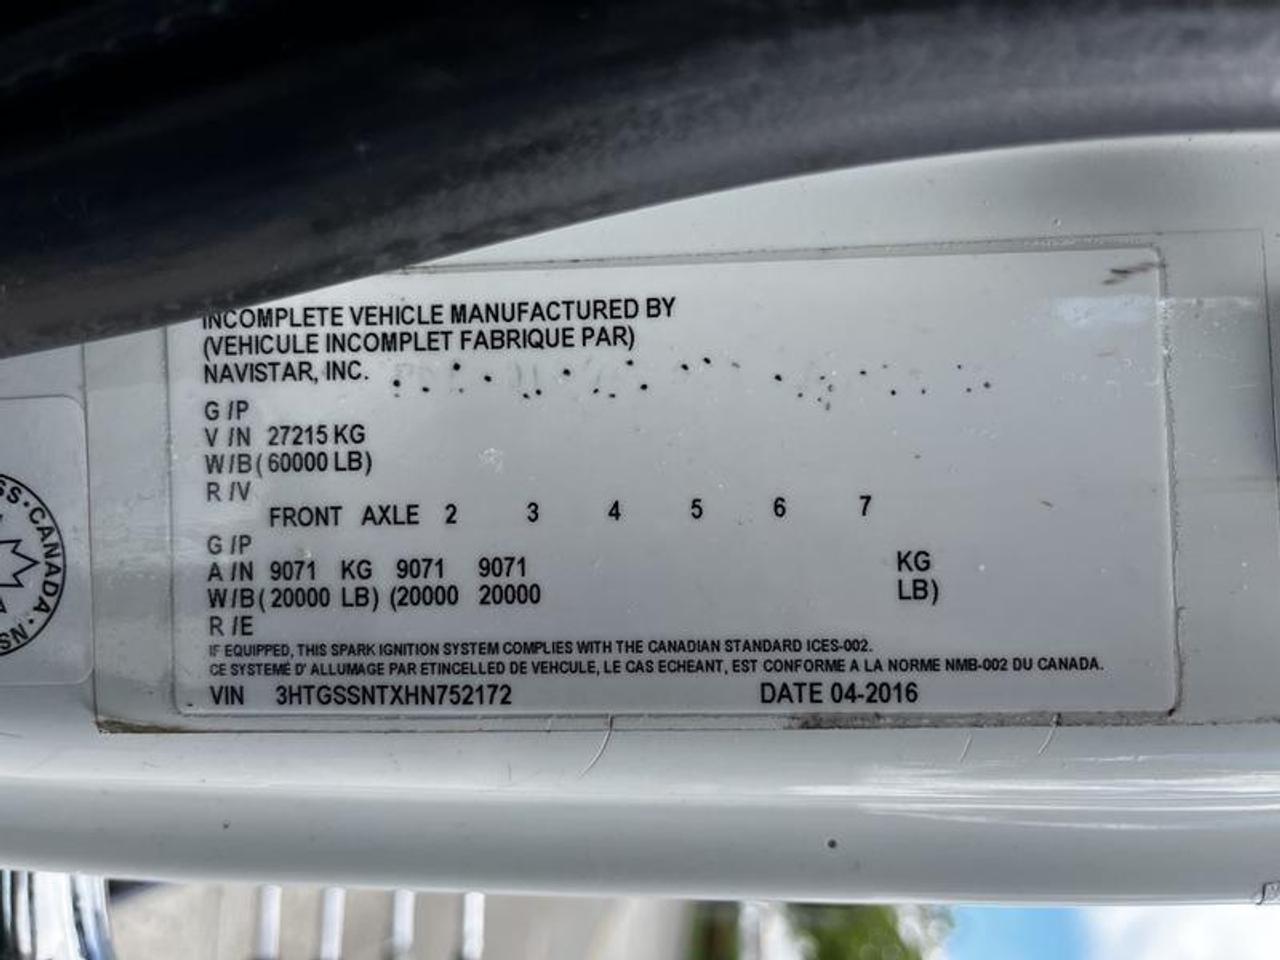 INCOMPLETE VEHICLE MANUFACTURED BY
(VEHICULE INCOMPLET FABRIQUE PAR)
NAVISTAR, INC.
G /P
V /N 27215 KG
W/B ( 60000 LB)
R /V
FRONT AXLE 2 3 4 5 6 7
G /P
A /N 9071 KG 9071 9071 KG
W/B ( 20000 LB) (20000 20000 LB)
R /E
IF EQUIPPED, THIS SPARK IGNITION SYSTEM COMPLIES WITH THE CANADIAN STANDARD ICES-002.
CE SYSTEME D' ALLUMAGE PAR ETINCELLED DE VEHCULE, LE CAS ECHEANT, EST CONFORME A LA NORME NMB-002 DU CANADA.
VIN 3HTGSSNTXHN752172 DATE 04-2016
CANADA